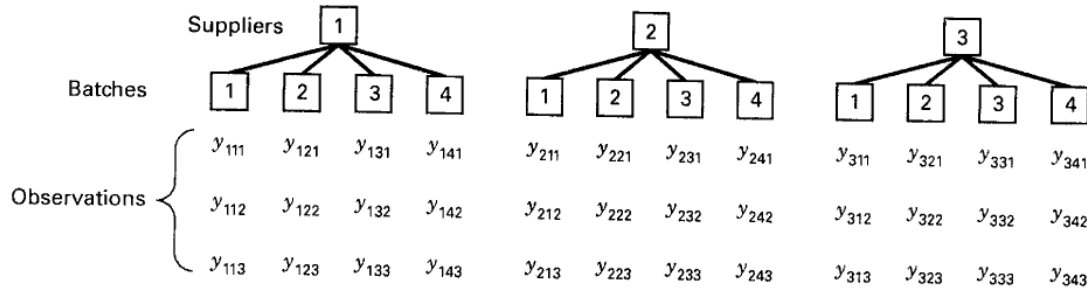 Suppliers 1 2 3
Batches 1 2 3 4 1 2 3 4 1 2 3 4
y111 y121 y131 y141 y211 y221 y231 y241 y311 y321 y331 y341
Observations y112 y122 y132 y142 y212 y222 y232 y242 y312 y322 y332 y342
y113 y123 y133 y143 y213 y223 y233 y243 y313 y323 y333 y343